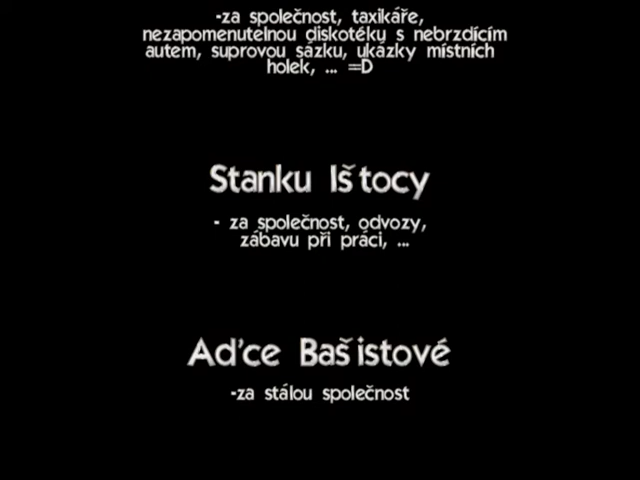 -za společnost, taxikáře,
nezapomenutelnou diskotéku s nebrzdícím
autem, suprovou sázku, ukázky místních
holek, ... =D
Stanku Ištocy
- za společnost, odvozy,
zábavu při práci, ...
Aďce Bašistové
-za stálou společnost